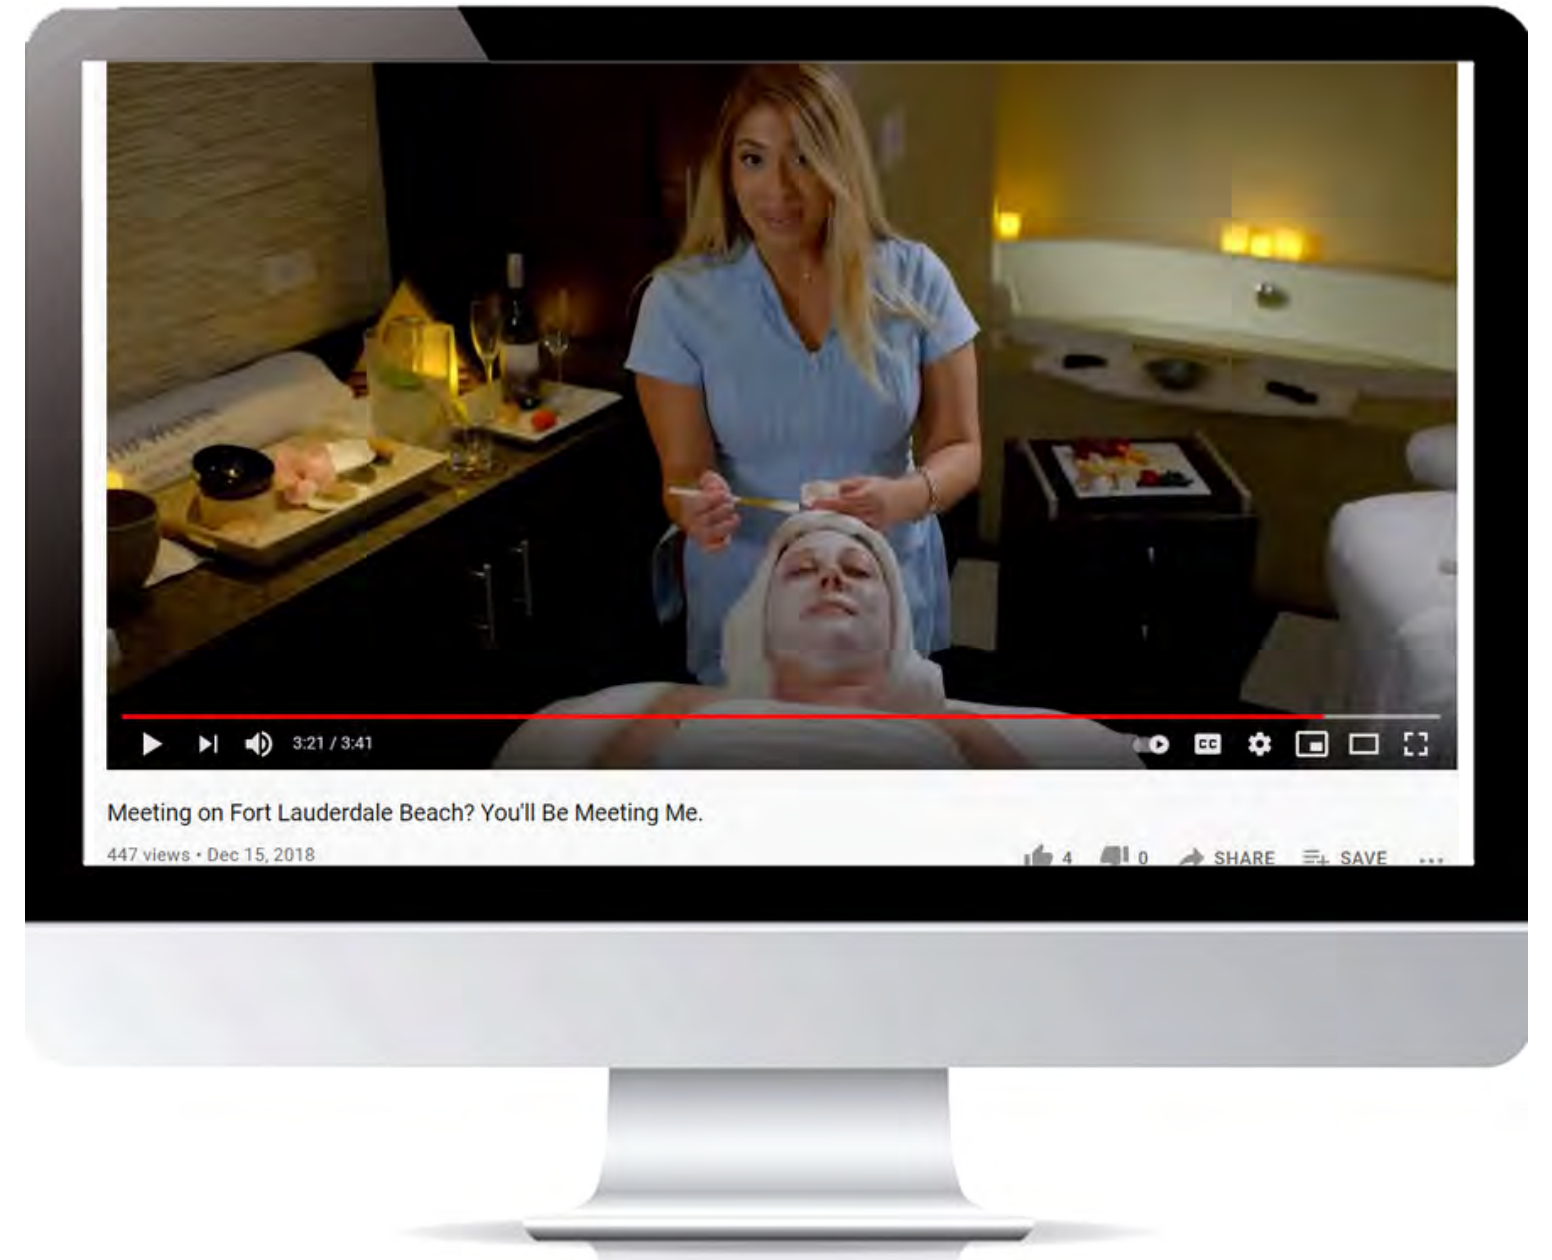 3:21 / 3:41
CC
Meeting on Fort Lauderdale Beach? You'll Be Meeting Me.
447 views • Dec 15, 2018
4 0 SHARE SAVE